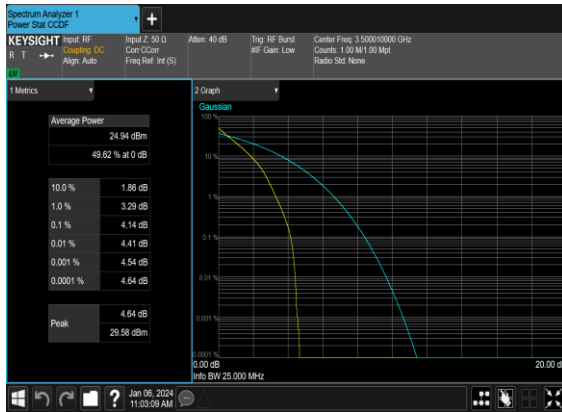 Spectrum Analyzer 1
Power Stat CCDF
+
KEYSIGHT
R T
LXI
Input: RF
Coupling: DC
Align: Auto
Input Z: 50 Ω
Corr CCorr
Freq Ref: Int (S)
Atten: 40 dB
Trig: RF Burst
#IF Gain: Low
Center Freq: 3.500010000 GHz
Counts: 1.00 M/1.00 Mpt
Radio Std: None
1 Metrics
Average Power
24.94 dBm
49.62 % at 0 dB
10.0 % 1.86 dB
1.0 % 3.29 dB
0.1 % 4.14 dB
0.01 % 4.41 dB
0.001 % 4.54 dB
0.0001 % 4.64 dB
Peak
4.64 dB
29.58 dBm
2 Graph
Gaussian
100 %
10 %
1 %
0.1 %
0.01 %
0.001 %
0.0001 %
0.00 dB
20.00 d
Info BW 25.000 MHz
?
Jan 06, 2024
11:03:09 AM